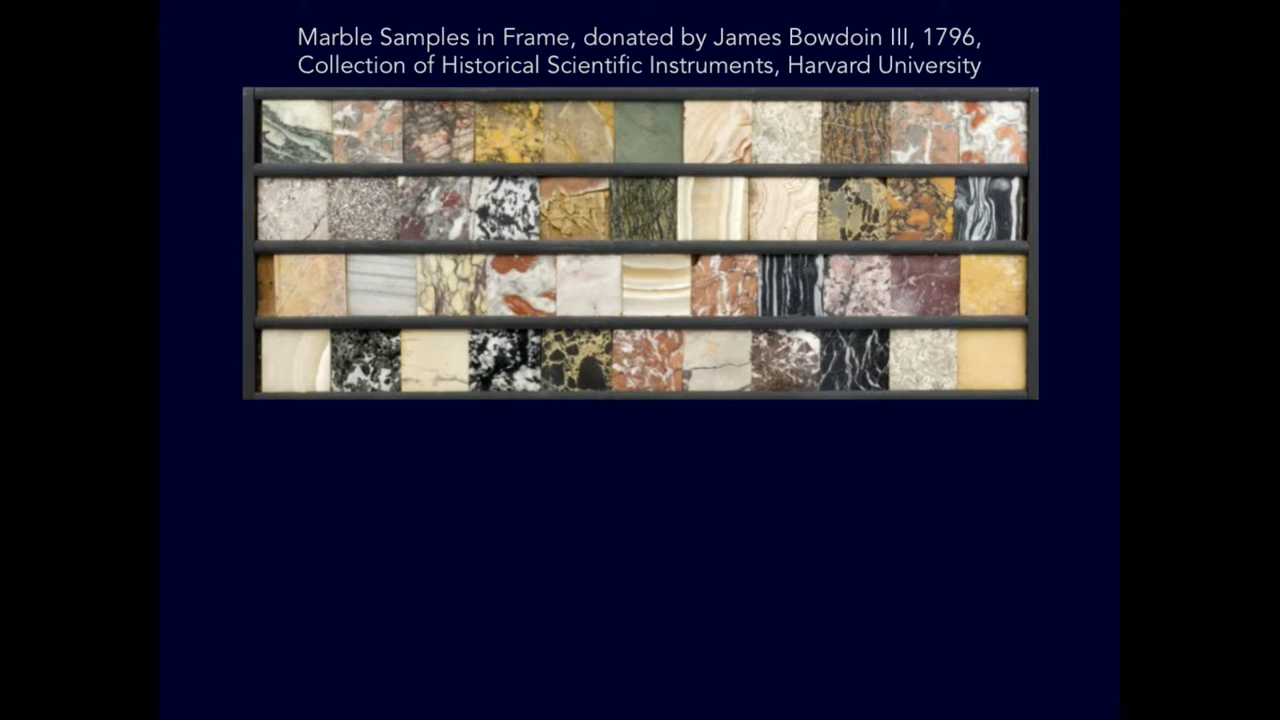 Marble Samples in Frame, donated by James Bowdoin III, 1796,
Collection of Historical Scientific Instruments, Harvard University